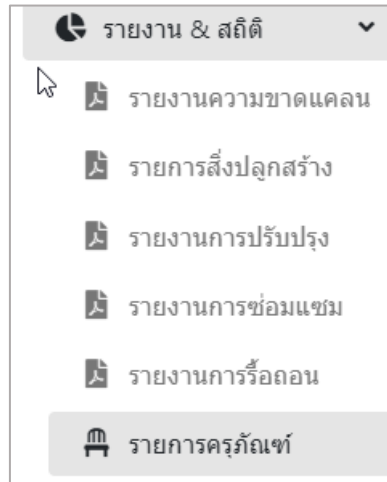 รายงาน & สถิติ
รายงานความขาดแคลน
รายการสิ่งปลูกสร้าง
รายงานการปรับปรุง
รายงานการซ่อมแซม
รายงานการรื้อถอน
รายการครุภัณฑ์